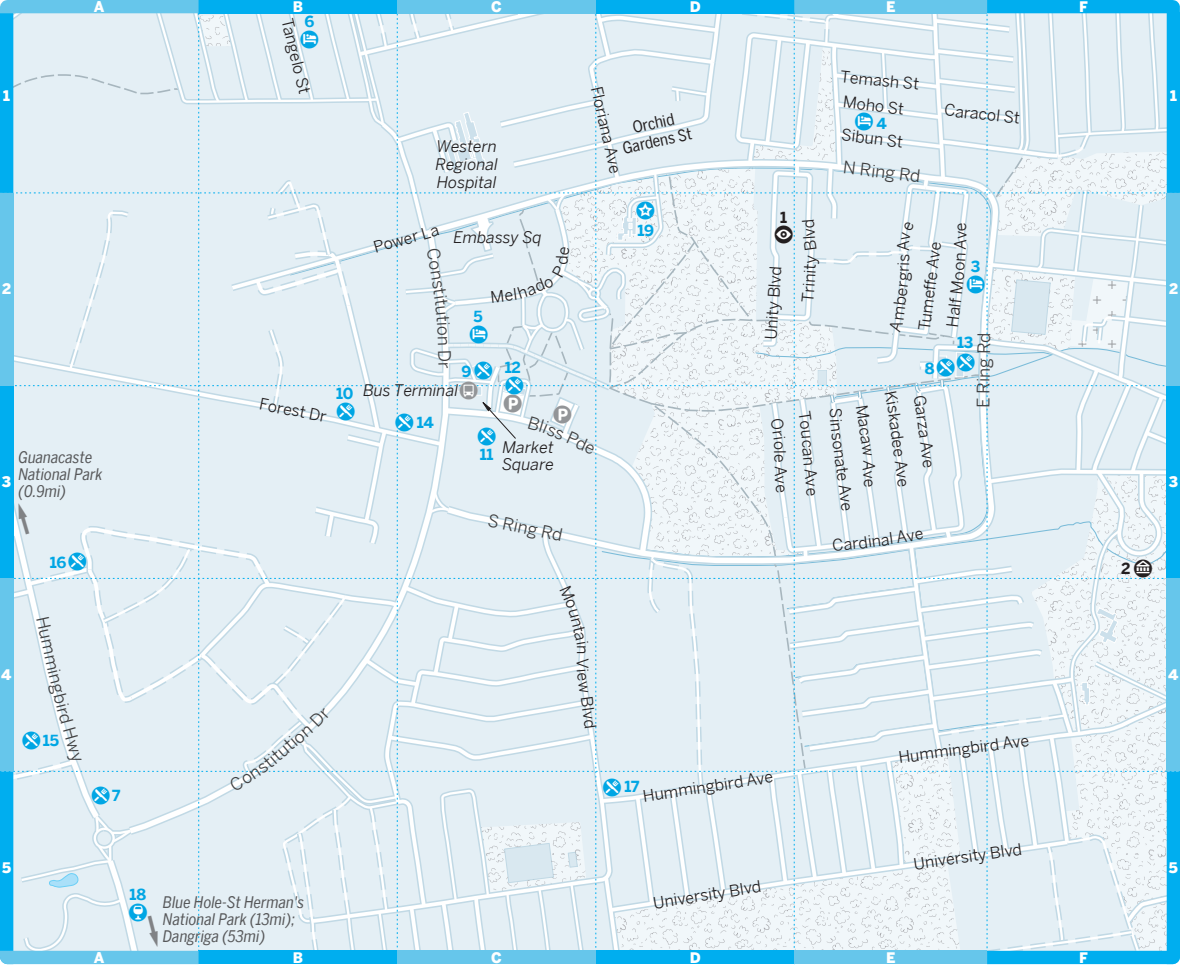 A
B
C
D
E
F
1
2
3
4
5
1
2
3
4
5
A
B
C
D
E
F
6
Tangelo St
Temash St
Moho St
Caracol St
4
Sibun St
Floriana Ave
Orchid
Gardens St
Western
Regional
Hospital
N Ring Rd
Power La
Embassy Sq
19
1
Constitution Dr
Melhado Pde
Unity Blvd
Trinity Blvd
Ambergris Ave
Turneffe Ave
Half Moon Ave
3
5
9
12
13
8
E Ring Rd
Bus Terminal
10
Forest Dr
14
P
P
11
Bliss Pde
Market
Square
Oriole Ave
Toucan Ave
Sinsonate Ave
Macaw Ave
Kiskadee Ave
Garza Ave
Guanacaste
National Park
(0.9mi)
S Ring Rd
Cardinal Ave
16
2
Hummingbird Hwy
Mountain View Blvd
15
Constitution Dr
Hummingbird Ave
7
17
Hummingbird Ave
University Blvd
University Blvd
18
Blue Hole-St Herman's
National Park (13mi);
Dangriga (53mi)